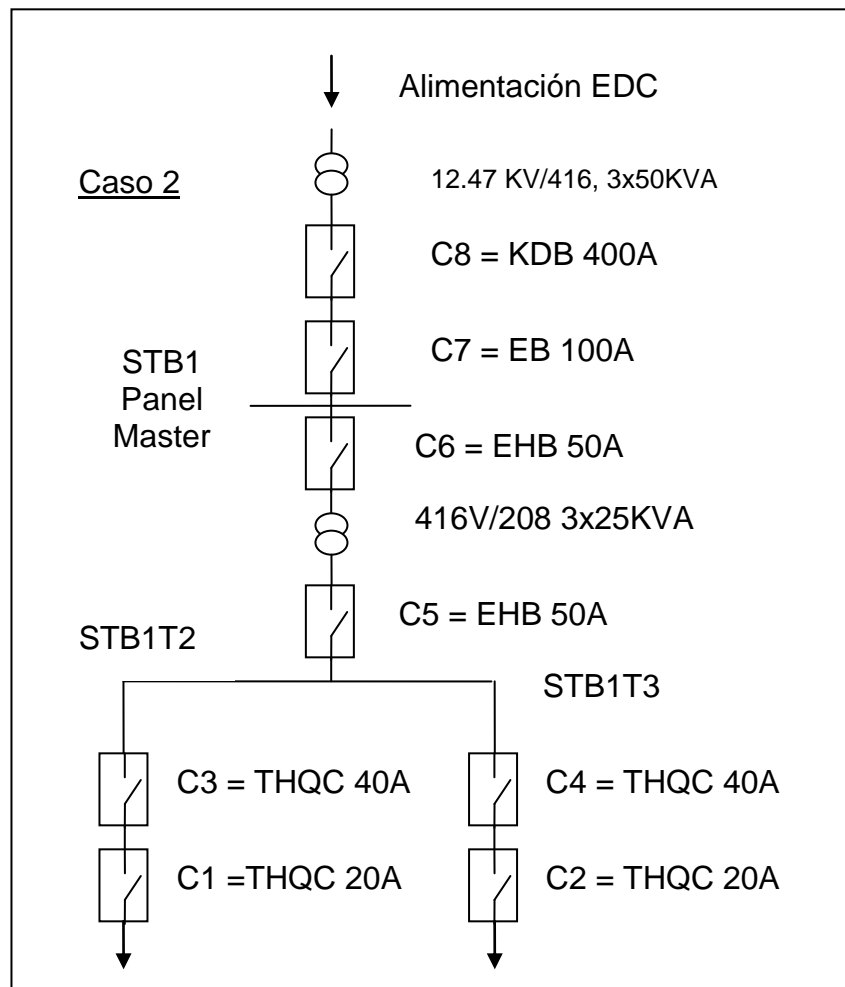 Alimentación EDC
Caso 2
12.47 KV/416, 3x50KVA
C8 = KDB 400A
C7 = EB 100A
STB1
Panel
Master
C6 = EHB 50A
416V/208 3x25KVA
C5 = EHB 50A
STB1T2
STB1T3
C3 = THQC 40A
C4 = THQC 40A
C1 =THQC 20A
C2 = THQC 20A